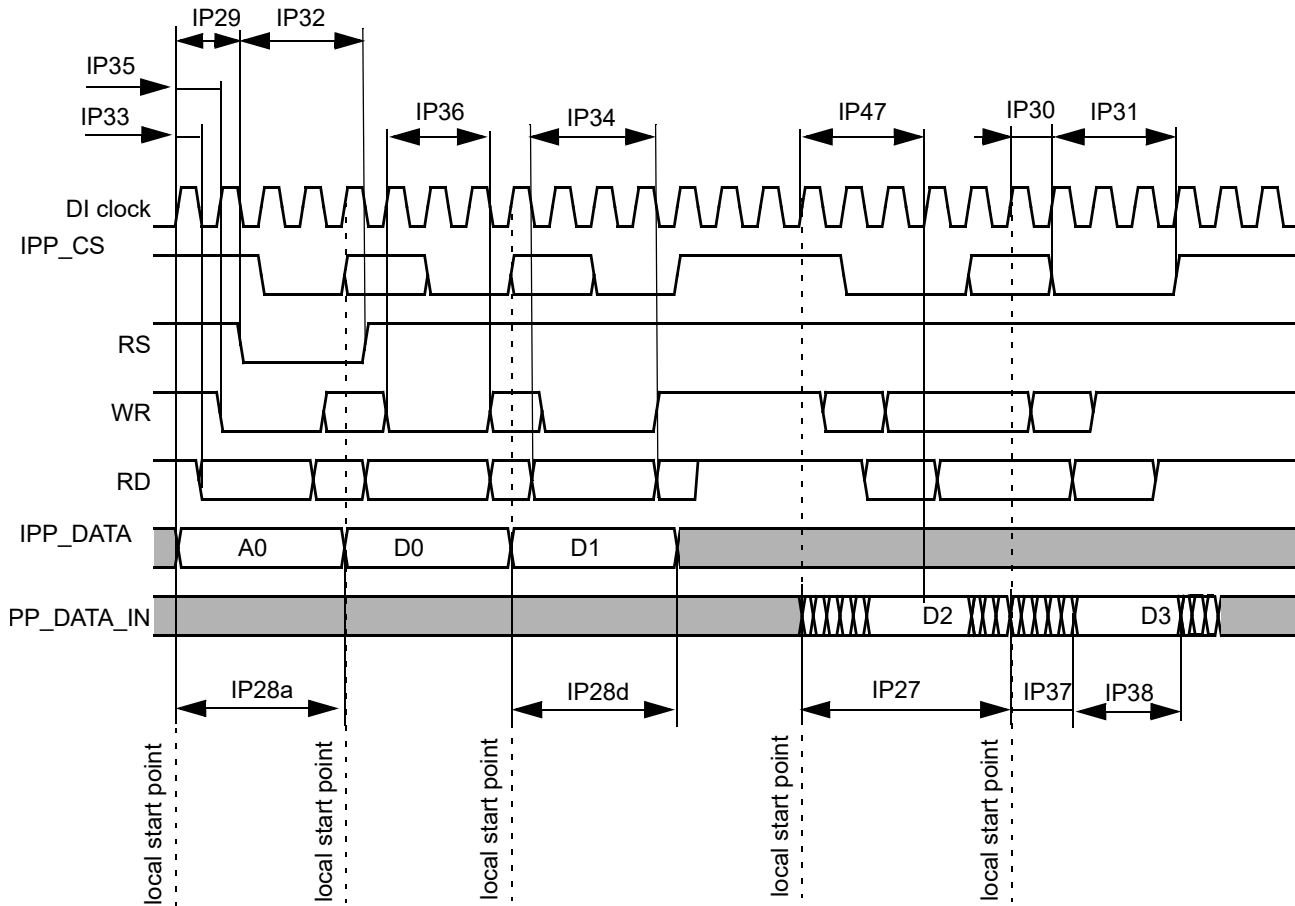 IP29 IP32
IP35
IP33 IP36 IP34 IP47 IP30 IP31
DI clock
IPP_CS
RS
WR
RD
IPP_DATA A0 D0 D1
PP_DATA_IN D2 D3
IP28a IP28d IP27 IP37 IP38
local start point
local start point
local start point
local start point
local start point